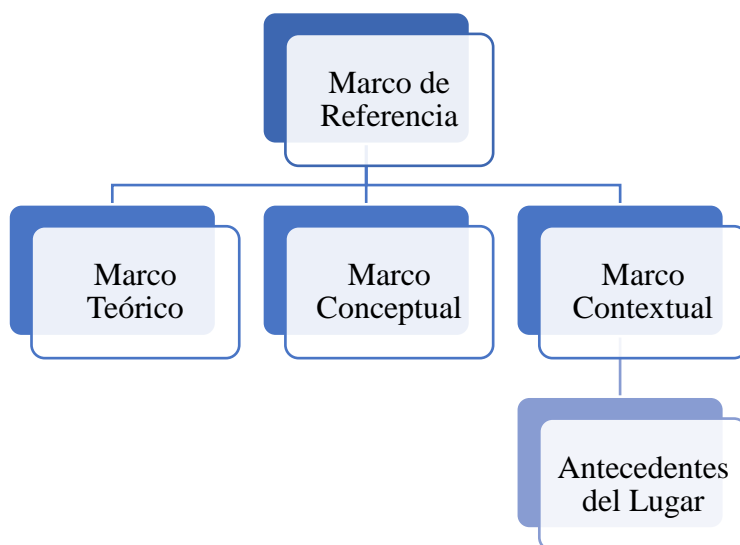 Marco de
Referencia
Marco
Teórico
Marco
Conceptual
Marco
Contextual
Antecedentes
del Lugar